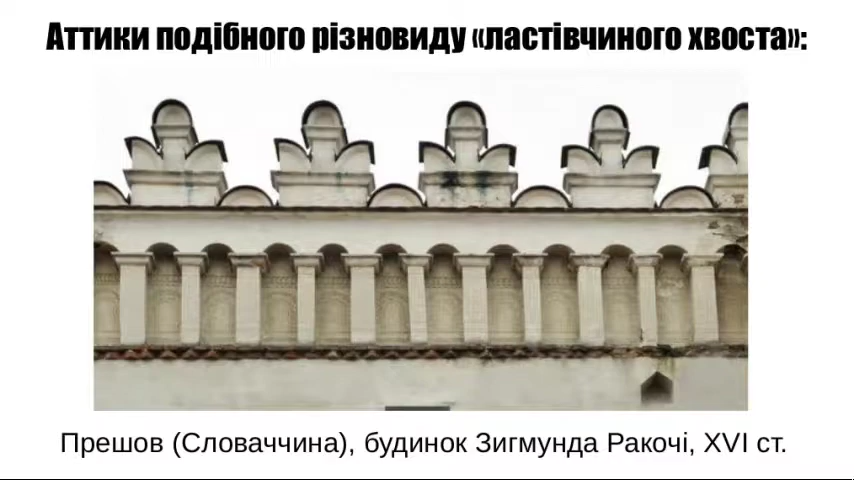 Аттики подібного різновиду «ластівчиного хвоста»:
Прешов (Словаччина), будинок Зигмунда Ракочі, XVI ст.